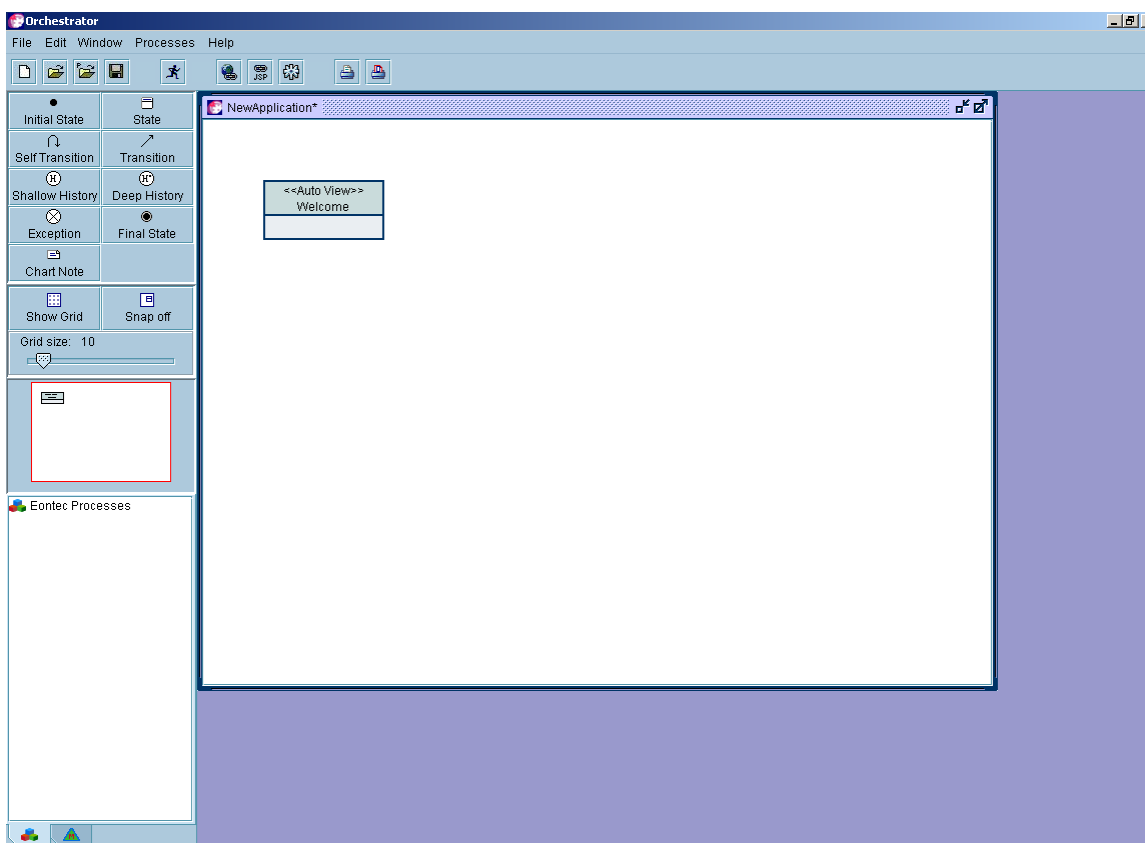 Orchestrator
File Edit Window Processes Help
JSP
NewApplication*
Initial State State
Self Transition Transition
H H*
Shallow History Deep History
Exception Final State
Chart Note
Show Grid Snap off
Grid size: 10
<<Auto View>>
Welcome
Eontec Processes